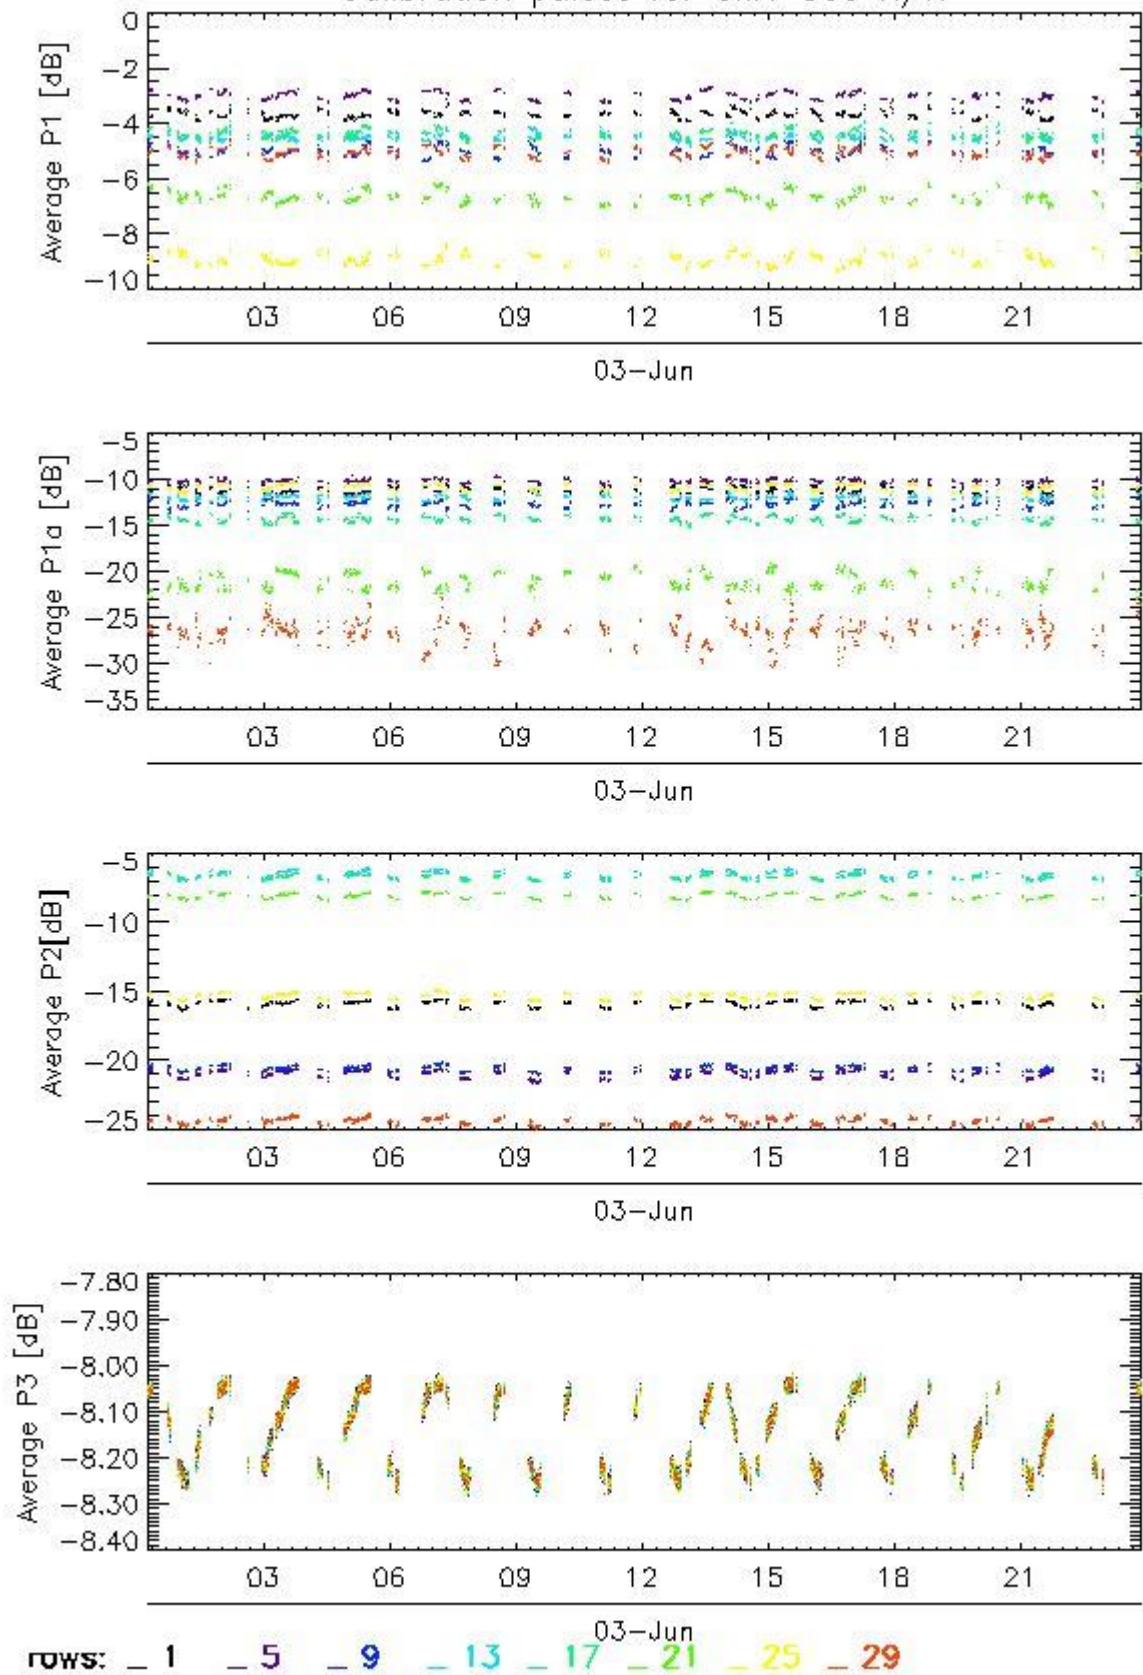 0
−2
−4
−6
−8
−10
Average P1 [dB]
03 06 09 12 15 18 21
03−Jun
−5
−10
−15
−20
−25
−30
−35
Average P1a [dB]
03 06 09 12 15 18 21
03−Jun
−5
−10
−15
−20
−25
Average P2[dB]
03 06 09 12 15 18 21
03−Jun
−7.80
−7.90
−8.00
−8.10
−8.20
−8.30
−8.40
Average P3 [dB]
03 06 09 12 15 18 21
03−Jun
rows: _ 1 _ 5 _ 9 _ 13 _ 17 _ 21 _ 25 _ 29